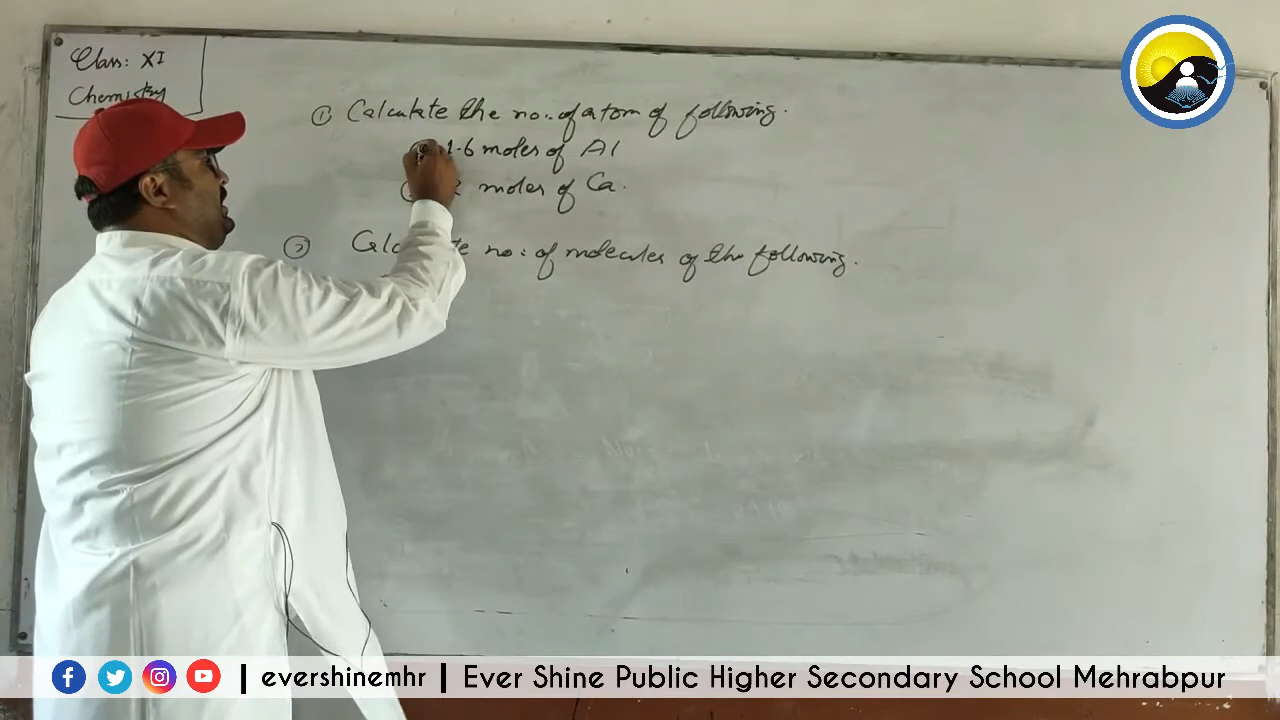 Class: XI
Chemistry
① Calculate the no: of atom of following.
1.6 moles of Al
moles of Ca.
② no: of molecules of the following.
| evershinemhr | Ever Shine Public Higher Secondary School Mehrabpur